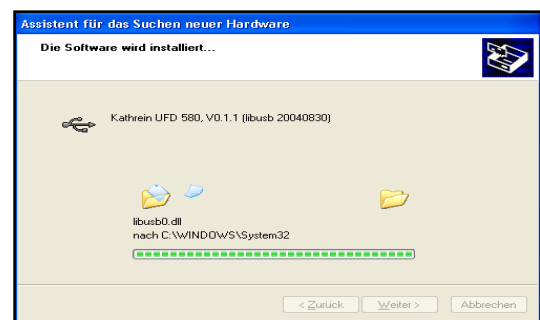 Assistent für das Suchen neuer Hardware
Die Software wird installiert...
Kathrein UFD 580, V0.1.1 (libusb 20040830)
libusb0.dll
nach C:\WINDOWS\System32
< Zurück Weiter > Abbrechen